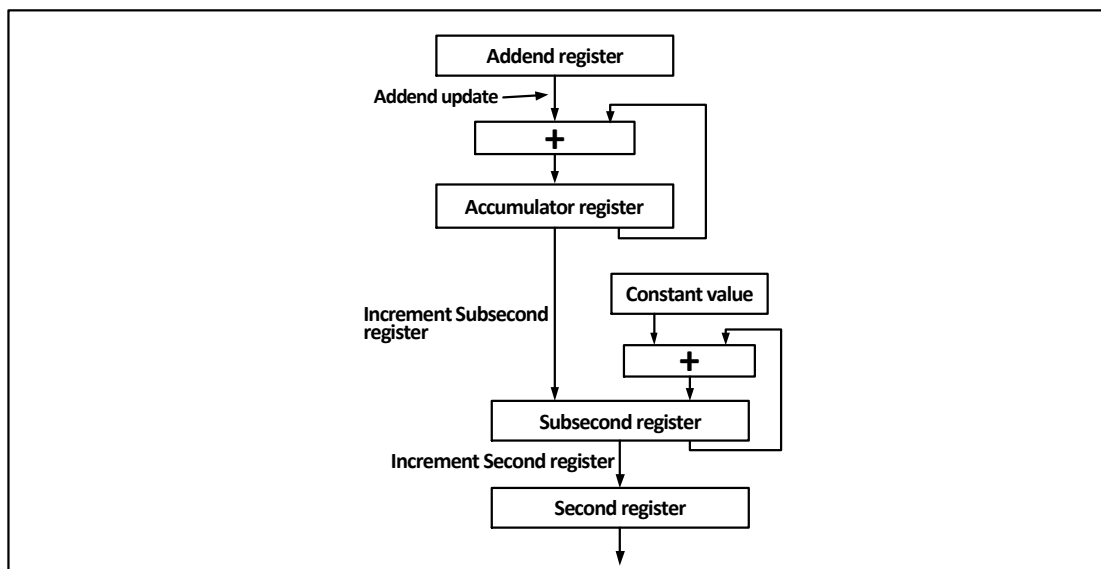 Addend register
Addend update
+
Accumulator register
Constant value
Increment Subsecond
register
+
Subsecond register
Increment Second register
Second register